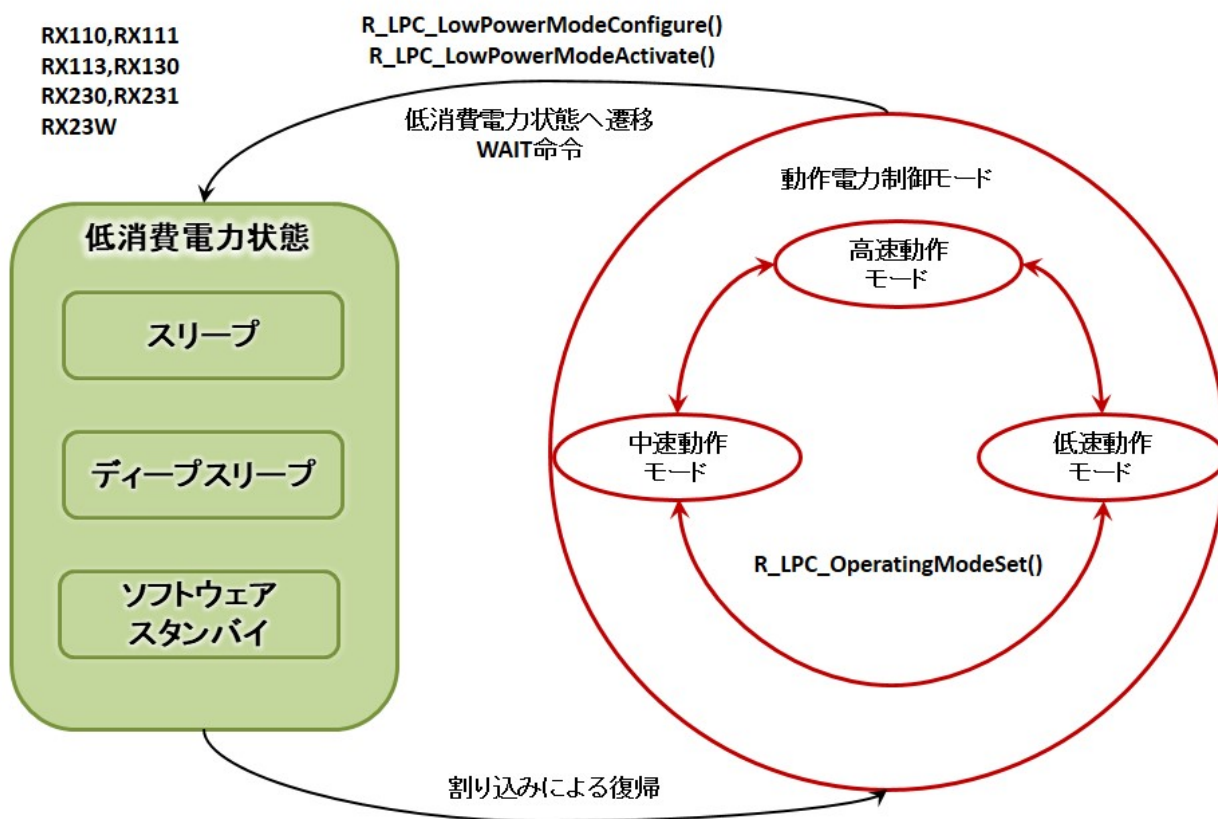 RX110,RX111
RX113,RX130
RX230,RX231
RX23W
R_LPC_LowPowerModeConfigure()
R_LPC_LowPowerModeActivate()
低消費電力状態へ遷移
WAIT命令
動作電力制御モード
低消費電力状態
高速動作
モード
スリープ
中速動作
モード
低速動作
モード
ディープスリープ
R_LPC_OperatingModeSet()
ソフトウェア
スタンバイ
割り込みによる復帰